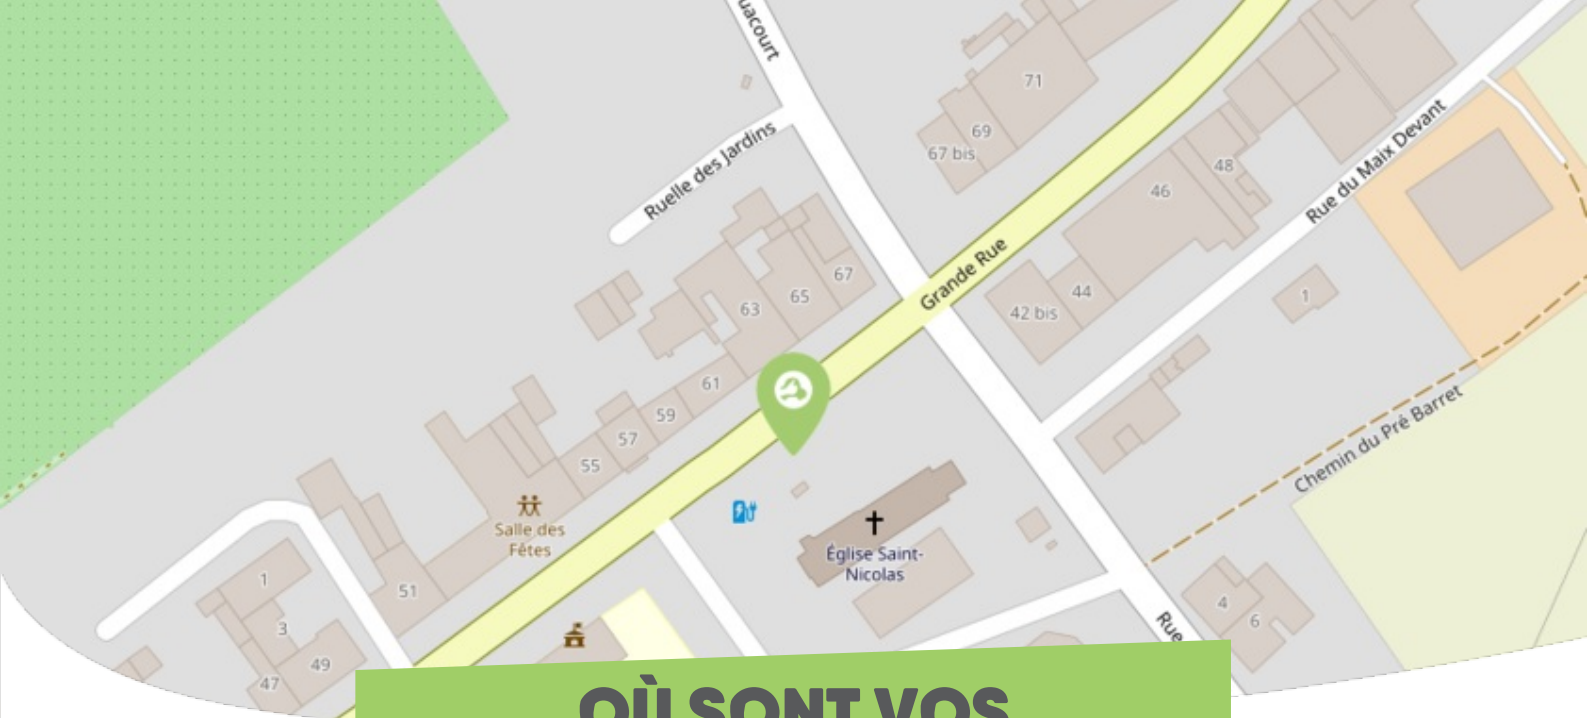 uacourt
71
69
67 bis
Ruelle des Jardins
48
46
Rue du Maix Devant
Grande Rue
67
65
63
44
42 bis
1
61
59
57
55
Chemin du Pré Barret
Salle des
Fêtes
Église Saint-
Nicolas
51
1
3
49
47
4
6
Rue
OÙ SONT VOS